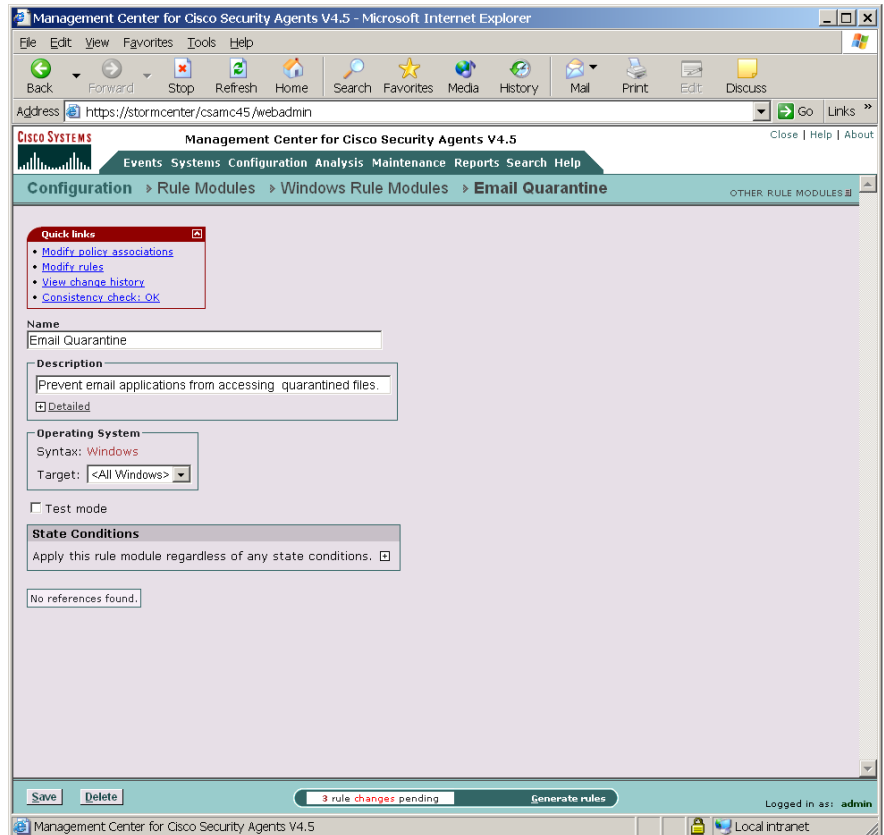 Management Center for Cisco Security Agents V4.5 - Microsoft Internet Explorer
File Edit View Favorites Tools Help
Back Forward Stop Refresh Home Search Favorites Media History Mail Print Edit Discuss
Address https://stormcenter/csamc45/webadmin Go Links »
CISCO SYSTEMS Management Center for Cisco Security Agents V4.5 Close | Help | About
Events Systems Configuration Analysis Maintenance Reports Search Help
Configuration > Rule Modules > Windows Rule Modules > Email Quarantine OTHER RULE MODULES
Quick links
• Modify policy associations
• Modify rules
• View change history
• Consistency check: OK
Name
Email Quarantine
Description
Prevent email applications from accessing quarantined files.
+ Detailed
Operating System
Syntax: Windows
Target: <All Windows>
Test mode
State Conditions
Apply this rule module regardless of any state conditions. +
No references found.
Save Delete 3 rule changes pending Generate rules Logged in as: admin
Management Center for Cisco Security Agents V4.5 Local intranet